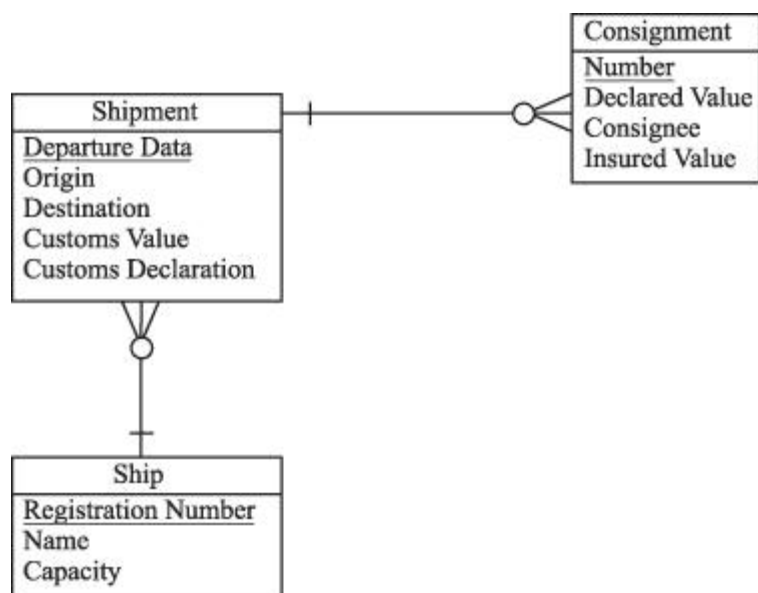 Consignment
Number
Declared Value
Consignee
Insured Value
Shipment
Departure Data
Origin
Destination
Customs Value
Customs Declaration
Ship
Registration Number
Name
Capacity